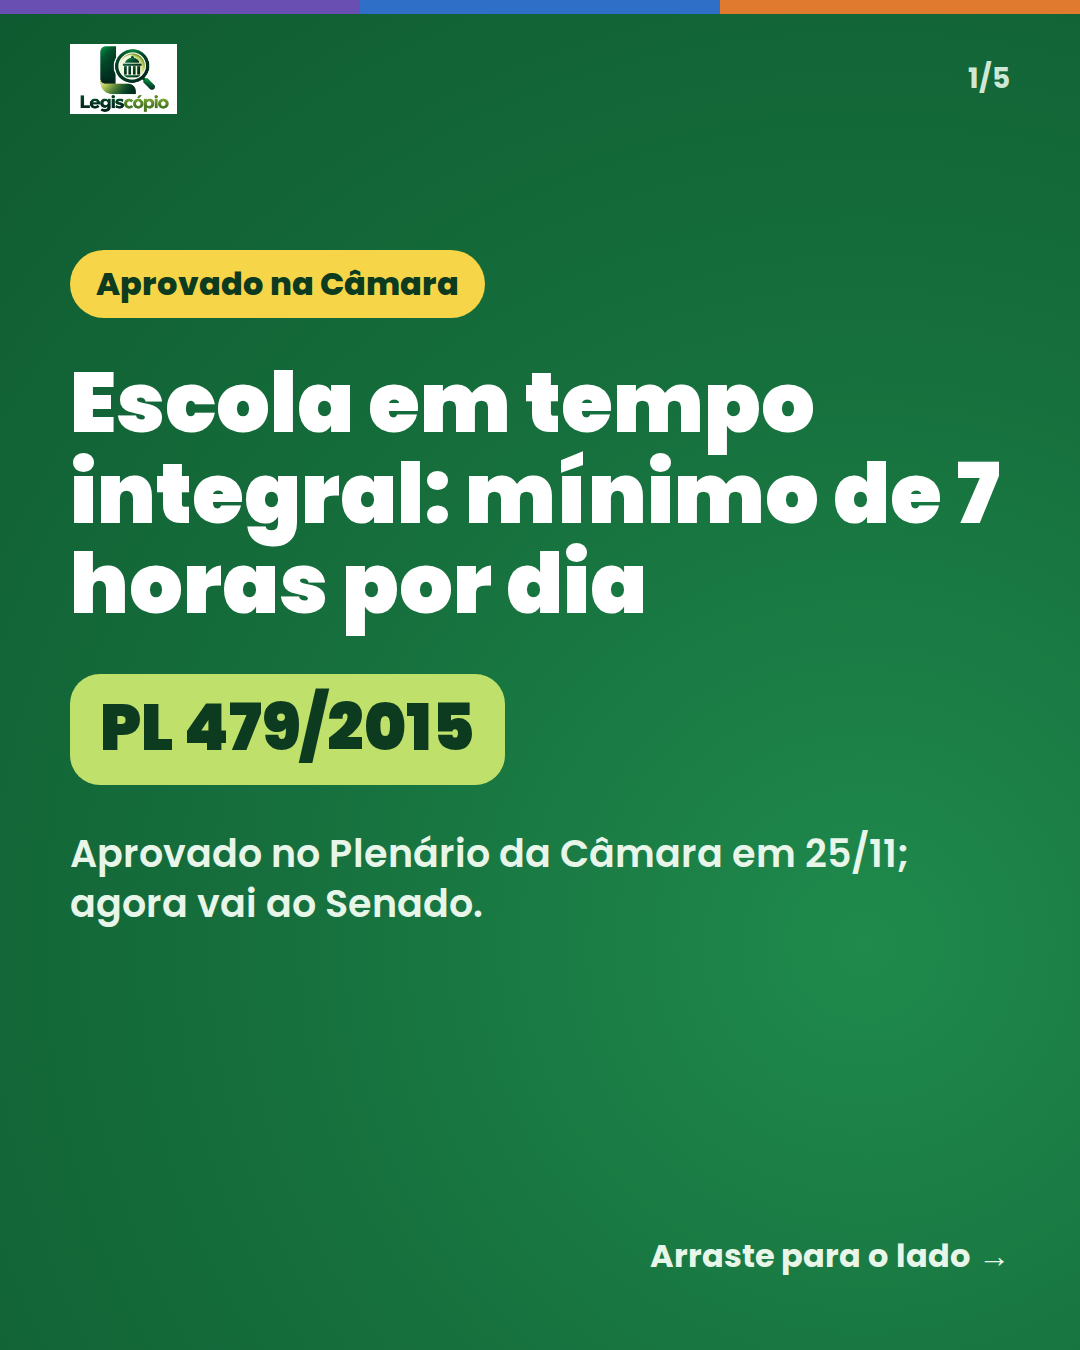 Legiscópio
1/5
Aprovado na Câmara
Escola em tempo
integral: mínimo de 7
horas por dia
PL 479/2015
Aprovado no Plenário da Câmara em 25/11;
agora vai ao Senado.
Arraste para o lado →